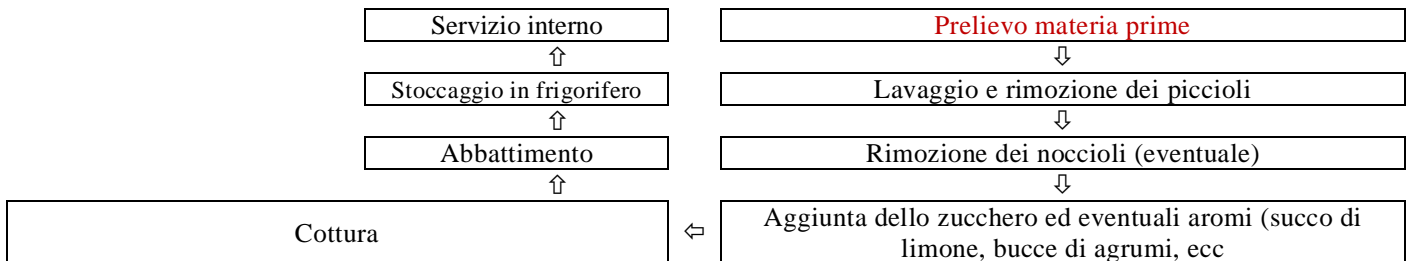 Servizio interno
Prelievo materia prime
⇧
⇩
Stoccaggio in frigorifero
Lavaggio e rimozione dei piccioli
⇧
⇩
Abbattimento
Rimozione dei noccioli (eventuale)
⇧
⇩
Cottura
⇦
Aggiunta dello zucchero ed eventuali aromi (succo di
limone, bucce di agrumi, ecc